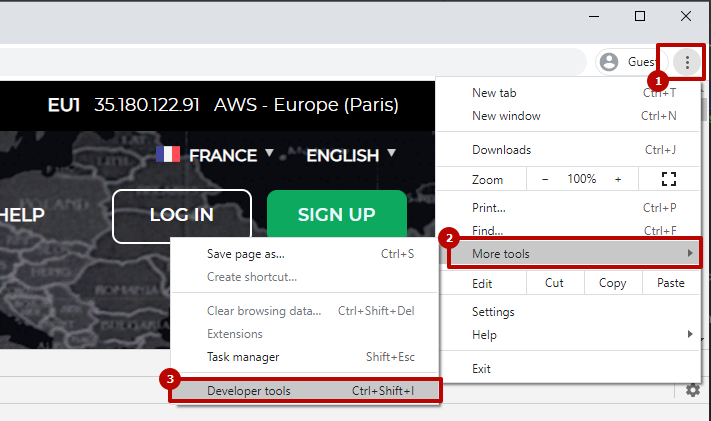 Guest
1
EU1 35.180.122.91 AWS - Europe (Paris)
FRANCE ENGLISH
HELP LOG IN SIGN UP
New tab Ctrl+T
New window Ctrl+N
Downloads Ctrl+J
Zoom − 100% +
Print... Ctrl+P
Find... Ctrl+F
2
More tools
Edit Cut Copy Paste
Settings
Help
Exit
Save page as... Ctrl+S
Create shortcut...
Clear browsing data... Ctrl+Shift+Del
Extensions
Task manager Shift+Esc
3
Developer tools Ctrl+Shift+I